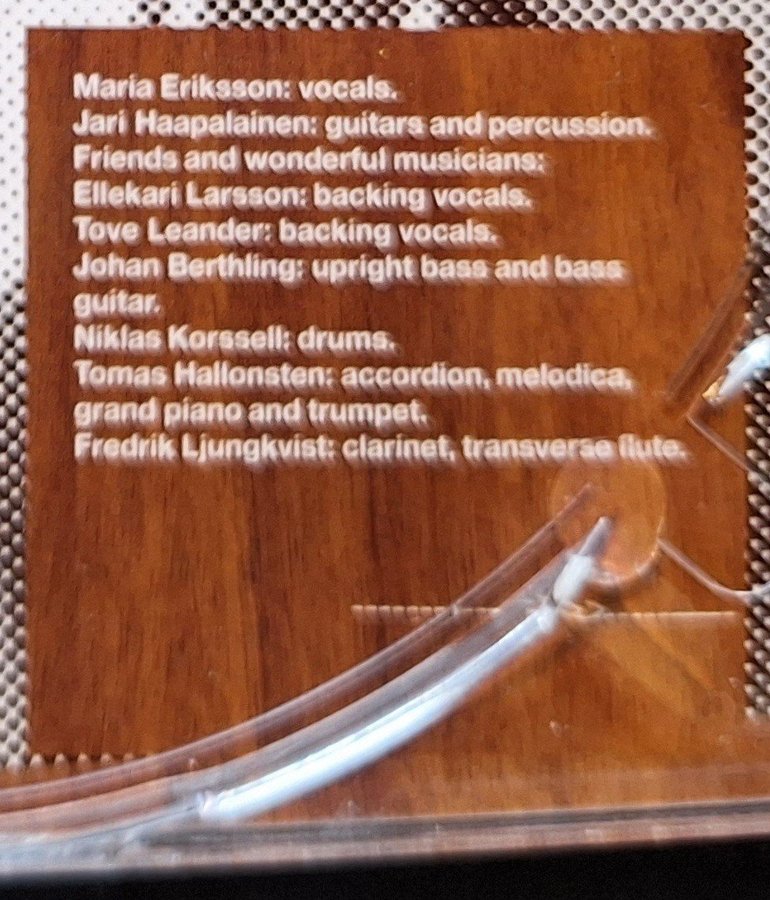 Maria Eriksson: vocals.
Jari Haapalainen: guitars and percussion.
Friends and wonderful musicians:
Ellekari Larsson: backing vocals.
Tove Leander: backing vocals.
Johan Berthling: upright bass and bass
guitar.
Niklas Korssell: drums.
Tomas Hallonsten: accordion, melodica,
grand piano and trumpet.
Fredrik Ljungkvist: clarinet, transverse flute.